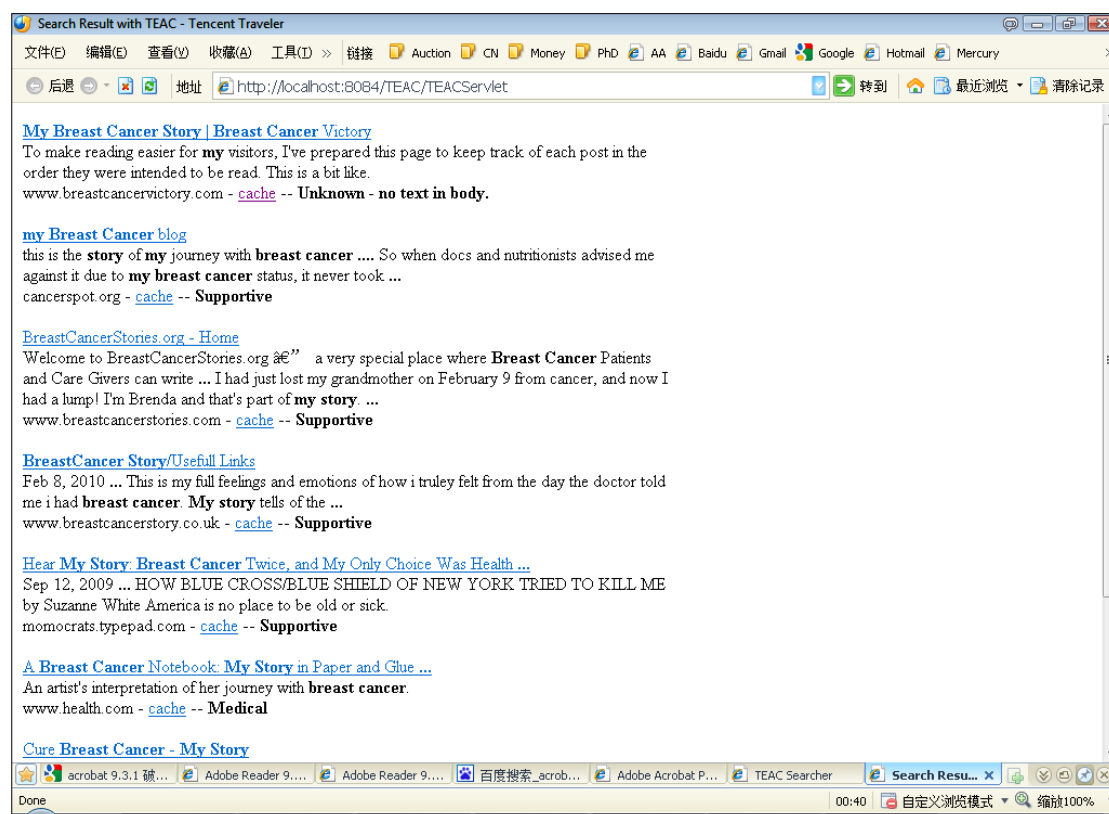 Search Result with TEAC - Tencent Traveler
文件(F) 编辑(E) 查看(V) 收藏(A) 工具(T) » 链接 Auction CN Money PhD AA Baidu Gmail Google Hotmail Mercury
后退 地址 http://localhost:8084/TEAC/TEACServlet 转到 最近浏览 清除记录
My Breast Cancer Story | Breast Cancer Victory
To make reading easier for my visitors, I've prepared this page to keep track of each post in the
order they were intended to be read. This is a bit like.
www.breastcancervictory.com - cache -- Unknown - no text in body.
my Breast Cancer blog
this is the story of my journey with breast cancer .... So when docs and nutritionists advised me
against it due to my breast cancer status, it never took ...
cancerspot.org - cache -- Supportive
BreastCancerStories.org - Home
Welcome to BreastCancerStories.org â€” a very special place where Breast Cancer Patients
and Care Givers can write ... I had just lost my grandmother on February 9 from cancer, and now I
had a lump! I'm Brenda and that's part of my story. ...
www.breastcancerstories.com - cache -- Supportive
BreastCancer Story/Usefull Links
Feb 8, 2010 ... This is my full feelings and emotions of how i truley felt from the day the doctor told
me i had breast cancer. My story tells of the ...
www.breastcancerstory.co.uk - cache -- Supportive
Hear My Story: Breast Cancer Twice, and My Only Choice Was Health ...
Sep 12, 2009 ... HOW BLUE CROSS/BLUE SHIELD OF NEW YORK TRIED TO KILL ME
by Suzanne White America is no place to be old or sick.
momocrats.typepad.com - cache -- Supportive
A Breast Cancer Notebook: My Story in Paper and Glue ...
An artist's interpretation of her journey with breast cancer.
www.health.com - cache -- Medical
Cure Breast Cancer - My Story
acrobat 9.3.1 破... Adobe Reader 9.... Adobe Reader 9.... 百度搜索_acrob... Adobe Acrobat P... TEAC Searcher Search Resu...
Done 00:40 自定义浏览模式 缩放100%